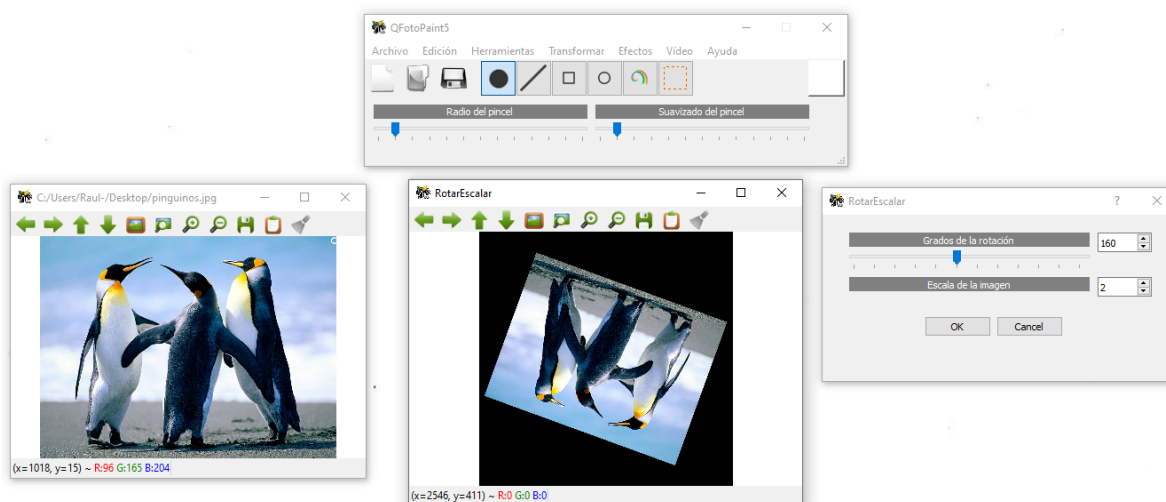 QFotoPaint5
Archivo Edición Herramientas Transformar Efectos Vídeo Ayuda
Radio del pincel Suavizado del pincel
C:/Users/Raul-/Desktop/pinguinos.jpg
(x=1018, y=15) ~ R:96 G:165 B:204
RotarEscalar
(x=2546, y=411) ~ R:0 G:0 B:0
RotarEscalar ?
Grados de la rotación 160
Escala de la imagen 2
OK Cancel